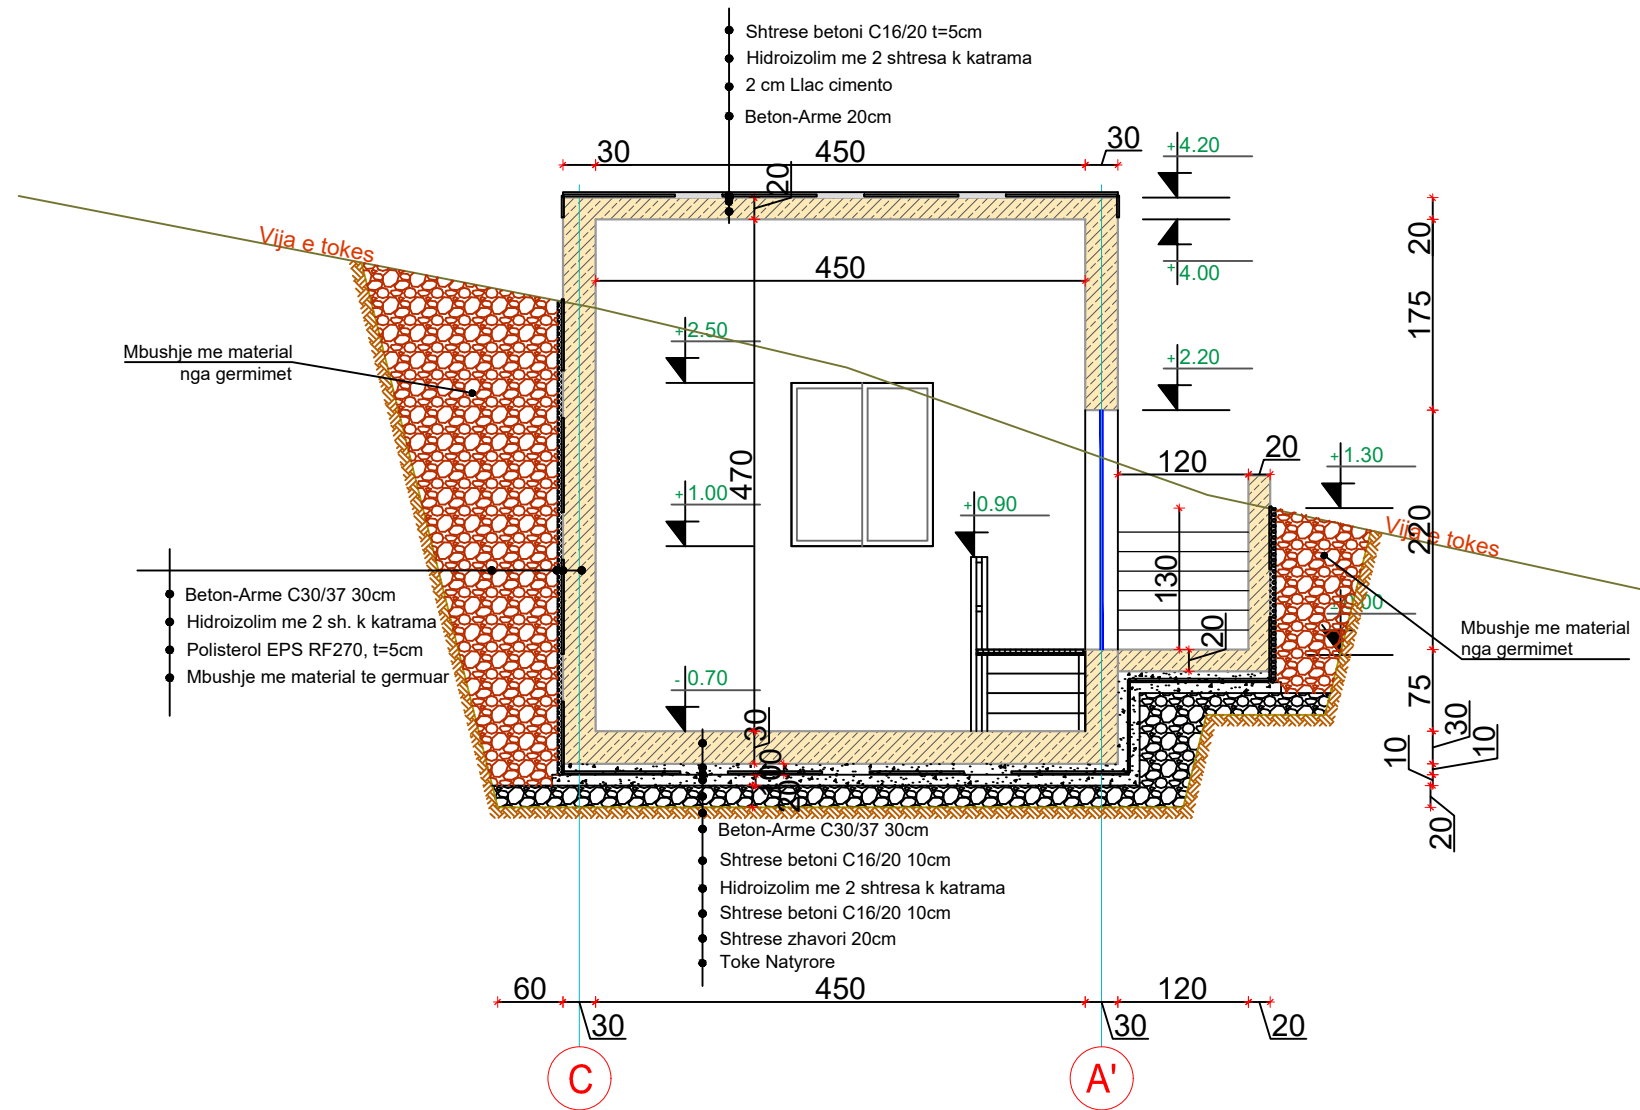 Shtrese betoni C16/20 t=5cm
Hidroizolim me 2 shtresa k katrama
2 cm Llac cimento
Beton-Arme 20cm
30
450
30
20
+4.20
+4.00
Vija e tokes
450
+2.50
+2.20
20
175
Mbushje me material
nga germimet
470
+1.00
+0.90
120
20
+1.30
220
Vija e tokes
130
Beton-Arme C30/37 30cm
Hidroizolim me 2 sh. k katrama
Polisterol EPS RF270, t=5cm
Mbushje me material te germuar
20
Mbushje me material
nga germimet
-0.70
75
30
30
10
10
20
20
Beton-Arme C30/37 30cm
Shtrese betoni C16/20 10cm
Hidroizolim me 2 shtresa k katrama
Shtrese betoni C16/20 10cm
Shtrese zhavori 20cm
Toke Natyrore
60
450
120
30
30
20
C
A'